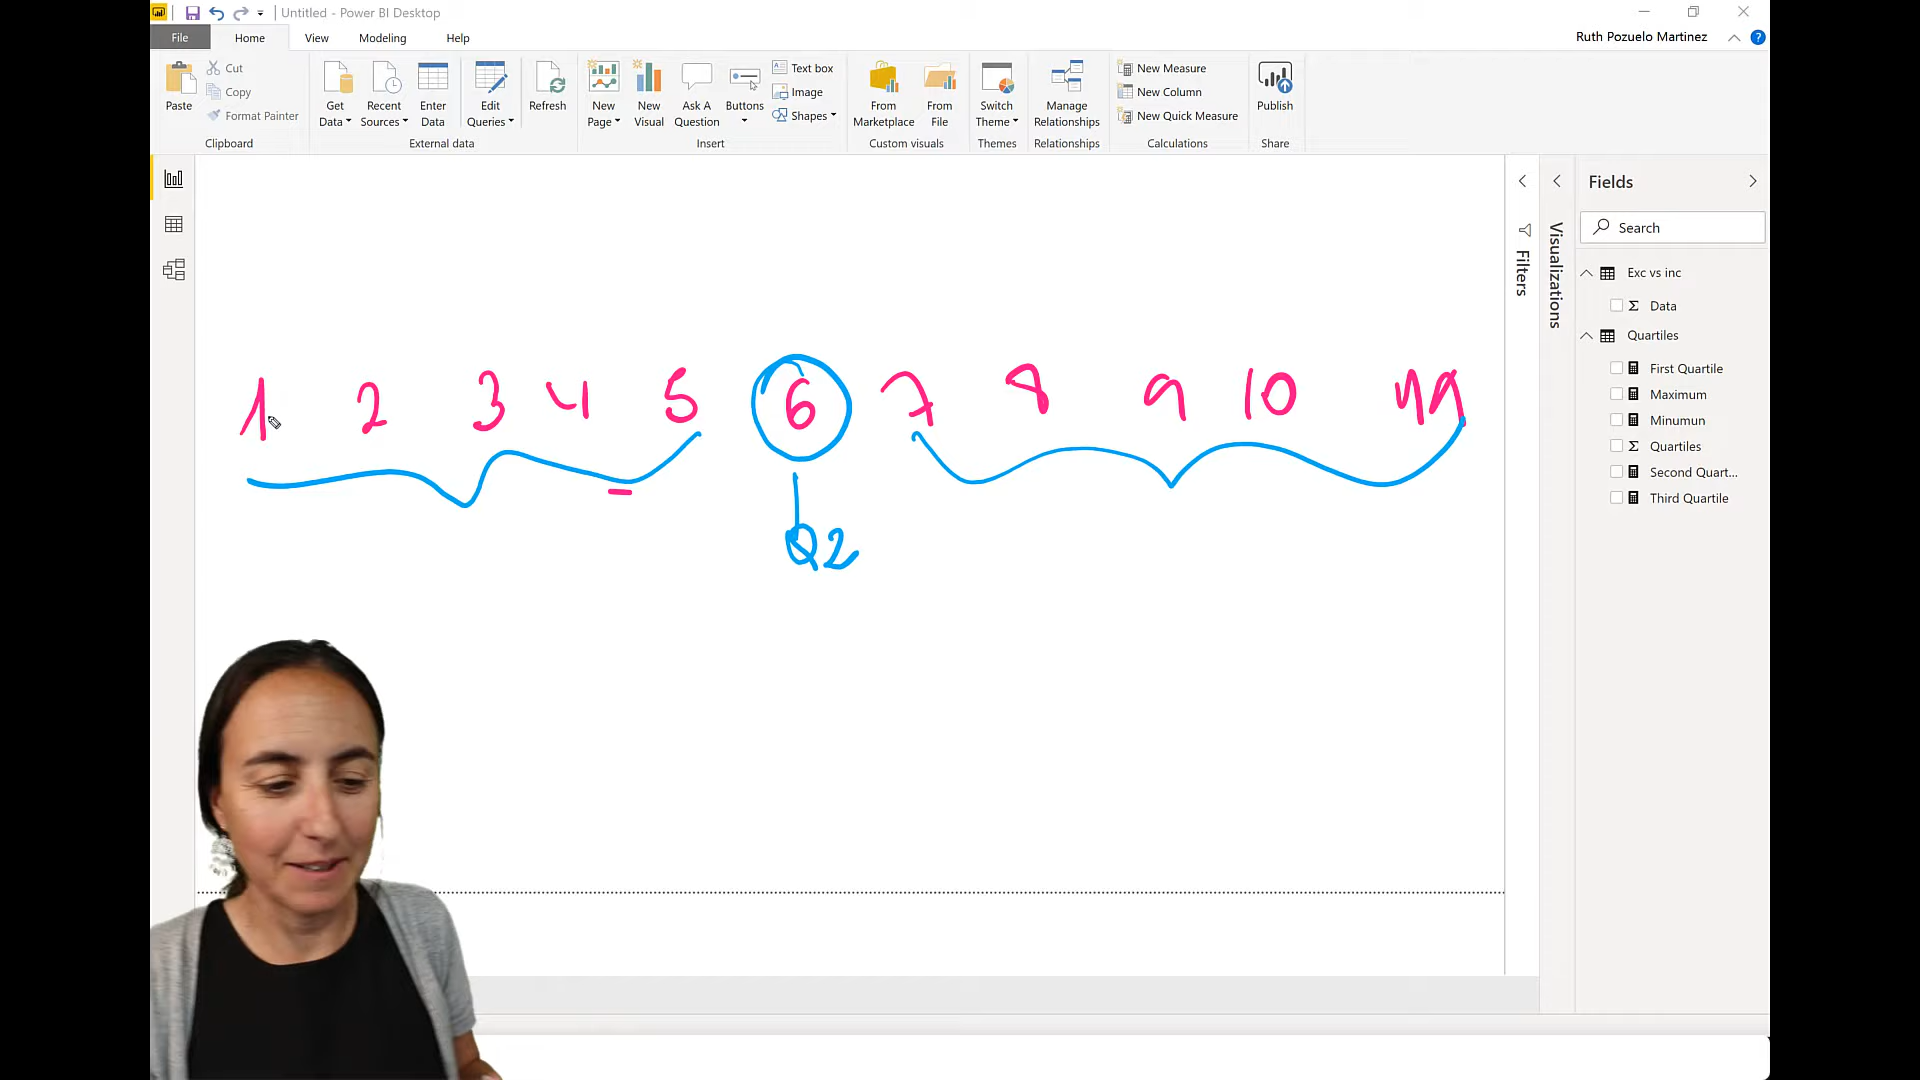 Untitled - Power BI Desktop
File Home View Modeling Help
Ruth Pozuelo Martinez
Paste
Cut
Copy
Format Painter
Clipboard
Get Data
Recent Sources
Enter Data
Edit Queries
Refresh
External data
New Page
New Visual
Ask A Question
Buttons
Text box
Image
Shapes
Insert
From Marketplace
From File
Custom visuals
Switch Theme
Themes
Manage Relationships
Relationships
New Measure
New Column
New Quick Measure
Calculations
Publish
Share
1 2 3 4 5 6 7 8 9 10 11
Q2
Filters
Visualizations
Fields
Search
Exc vs inc
Data
Quartiles
First Quartile
Maximum
Minumun
Quartiles
Second Quart...
Third Quartile